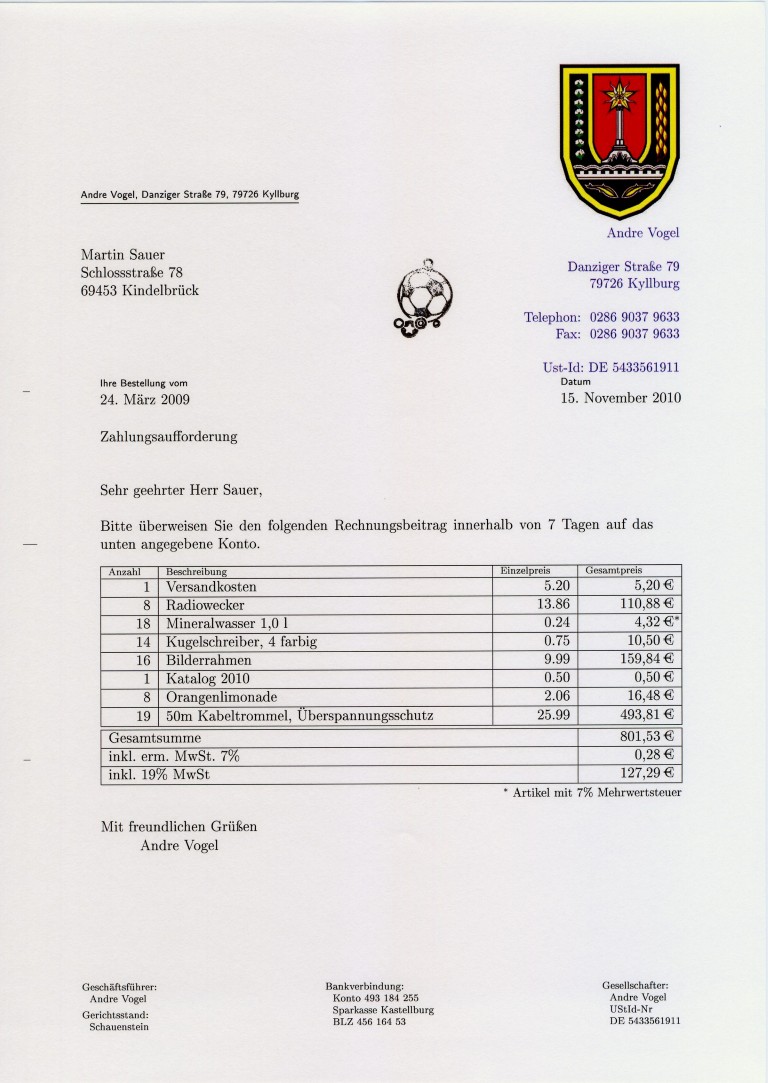 Andre Vogel, Danziger Straße 79, 79726 Kyllburg
Andre Vogel
Martin Sauer
Schlossstraße 78
69453 Kindelbrück
Danziger Straße 79
79726 Kyllburg
Telephon: 0286 9037 9633
Fax: 0286 9037 9633
Ust-Id: DE 5433561911
Ihre Bestellung vom
24. März 2009
Datum
15. November 2010
Zahlungsaufforderung
Sehr geehrter Herr Sauer,
Bitte überweisen Sie den folgenden Rechnungsbeitrag innerhalb von 7 Tagen auf das
unten angegebene Konto.
Anzahl Beschreibung Einzelpreis Gesamtpreis
1 Versandkosten 5.20 5,20 €
8 Radiowecker 13.86 110,88 €
18 Mineralwasser 1,0 l 0.24 4,32 €*
14 Kugelschreiber, 4 farbig 0.75 10,50 €
16 Bilderrahmen 9.99 159,84 €
1 Katalog 2010 0.50 0,50 €
8 Orangenlimonade 2.06 16,48 €
19 50m Kabeltrommel, Überspannungsschutz 25.99 493,81 €
Gesamtsumme 801,53 €
inkl. erm. MwSt. 7% 0,28 €
inkl. 19% MwSt 127,29 €
* Artikel mit 7% Mehrwertsteuer
Mit freundlichen Grüßen
Andre Vogel
Geschäftsführer:
Andre Vogel
Gerichtsstand:
Schauenstein
Bankverbindung:
Konto 493 184 255
Sparkasse Kastellburg
BLZ 456 164 53
Gesellschafter:
Andre Vogel
UStId-Nr
DE 5433561911